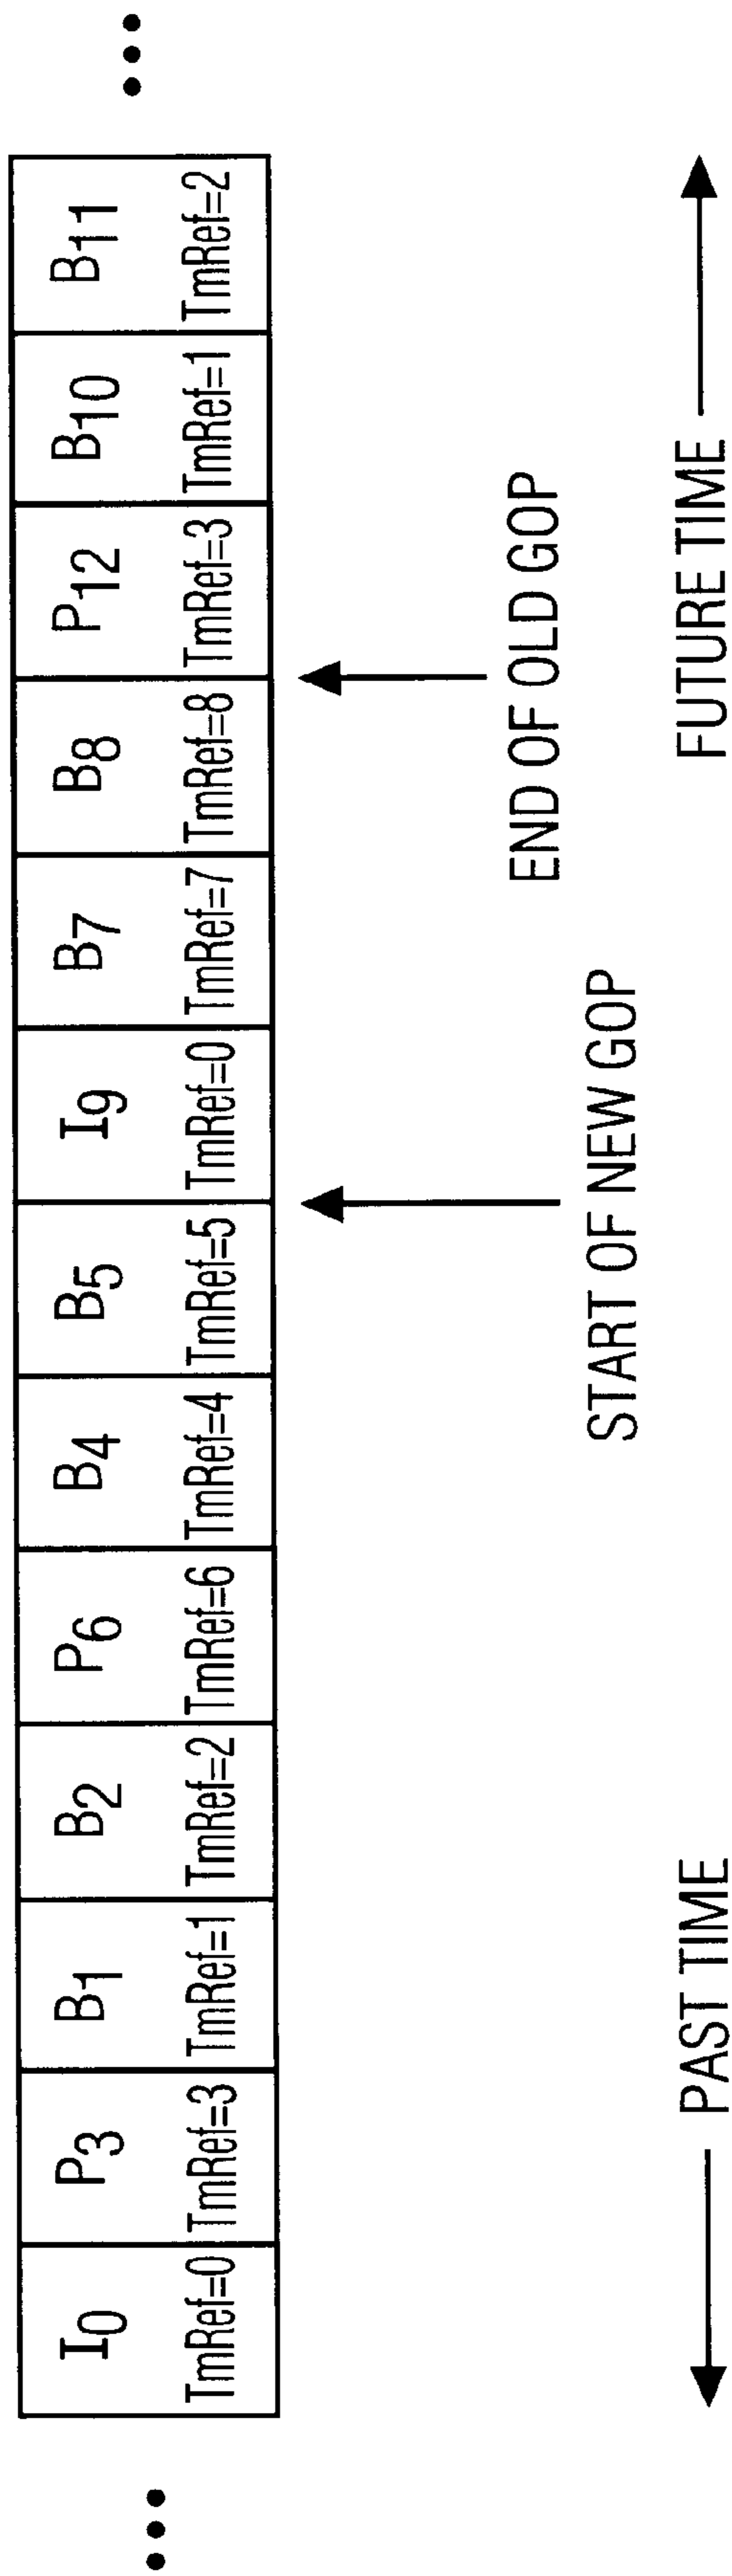 ... I0 P3 B1 B2 P6 B4 B5 I9 B7 B8 P12 B10 B11 ...
TmRef=0 TmRef=3 TmRef=1 TmRef=2 TmRef=6 TmRef=4 TmRef=5 TmRef=0 TmRef=7 TmRef=8 TmRef=3 TmRef=1 TmRef=2
END OF OLD GOP
START OF NEW GOP
PAST TIME FUTURE TIME